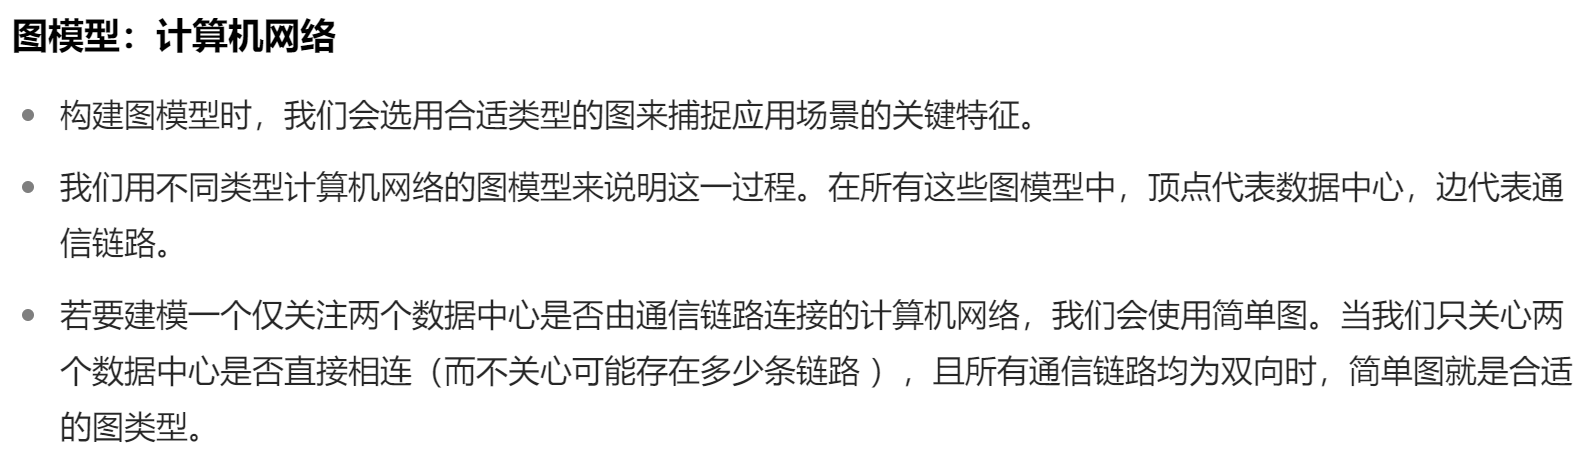 图模型：计算机网络
构建图模型时，我们会选用合适类型的图来捕捉应用场景的关键特征。
我们用不同类型计算机网络的图模型来说明这一过程。在所有这些图模型中，顶点代表数据中心，边代表通
信链路。
若要建模一个仅关注两个数据中心是否由通信链路连接的计算机网络，我们会使用简单图。当我们只关心两
个数据中心是否直接相连（而不关心可能存在多少条链路 ），且所有通信链路均为双向时，简单图就是合适
的图类型。